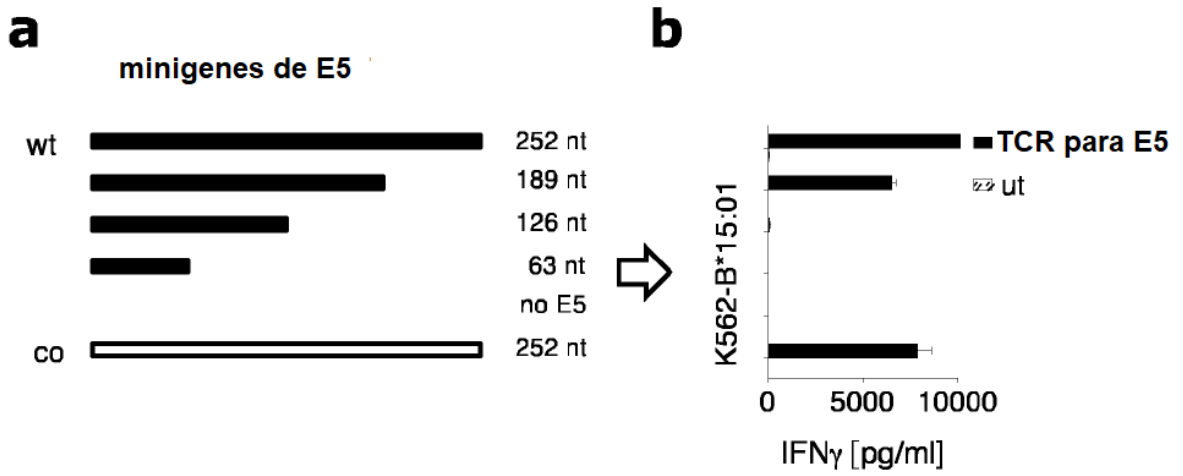 a
minigenes de E5
wt
252 nt
189 nt
126 nt
63 nt
no E5
co
252 nt
b
TCR para E5
ut
K562-B*15:01
0 5000 10000
IFNγ [pg/ml]